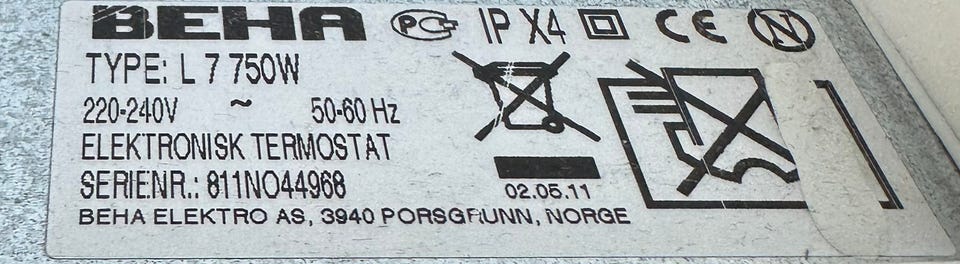 BEHA PC IP X4 CE N
TYPE: L 7 750W
220-240V ~ 50-60 Hz
ELEKTRONISK TERMOSTAT
SERIENR.: 811NO44968
02.05.11
BEHA ELEKTRO AS, 3940 PORSGRUNN, NORGE